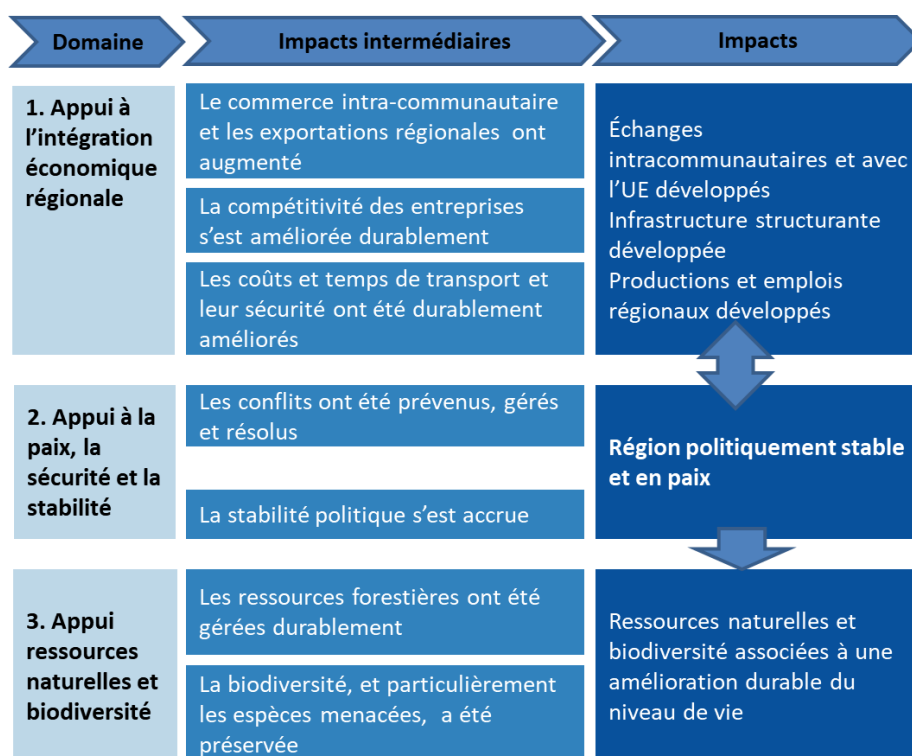 Domaine
Impacts intermédiaires
Impacts
1. Appui à
l’intégration
économique
régionale
Le commerce intra-communautaire
et les exportations régionales ont
augmenté
La compétitivité des entreprises
s’est améliorée durablement
Les coûts et temps de transport et
leur sécurité ont été durablement
améliorés
Échanges
intracommunautaires et avec
l’UE développés
Infrastructure structurante
développée
Productions et emplois
régionaux développés
2. Appui à la
paix, la
sécurité et la
stabilité
Les conflits ont été prévenus, gérés
et résolus
La stabilité politique s’est accrue
Région politiquement stable
et en paix
3. Appui
ressources
naturelles et
biodiversité
Les ressources forestières ont été
gérées durablement
La biodiversité, et particulièrement
les espèces menacées, a été
préservée
Ressources naturelles et
biodiversité associées à une
amélioration durable du
niveau de vie